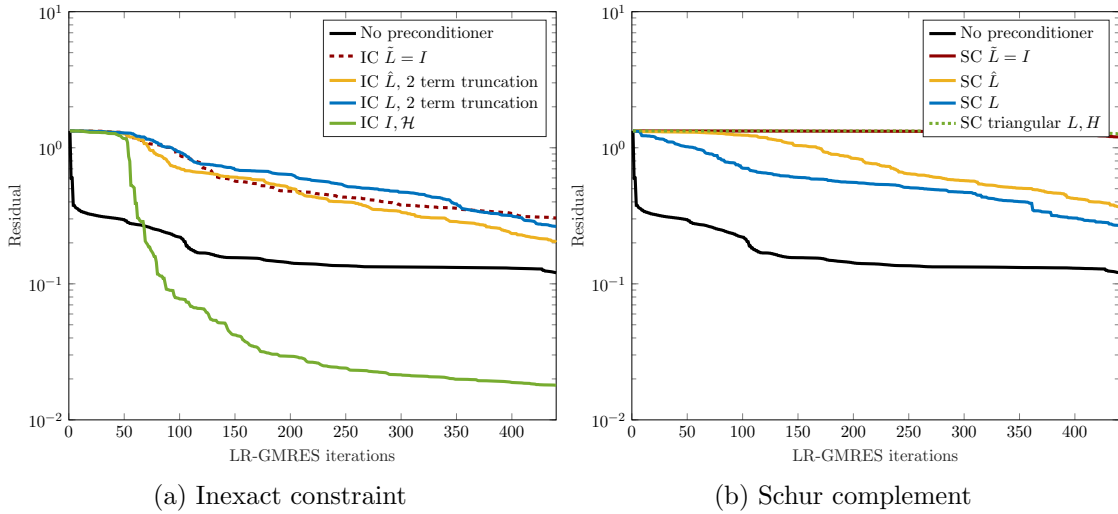 10^1
10^0
10^{-1}
10^{-2}
Residual
0 50 100 150 200 250 300 350 400
LR-GMRES iterations
No preconditioner
IC L̃ = I
IC L̂, 2 term truncation
IC L, 2 term truncation
IC I, ℋ
(a) Inexact constraint
10^1
10^0
10^{-1}
10^{-2}
Residual
0 50 100 150 200 250 300 350 400
LR-GMRES iterations
No preconditioner
SC L̃ = I
SC L̂
SC L
SC triangular L, H
(b) Schur complement